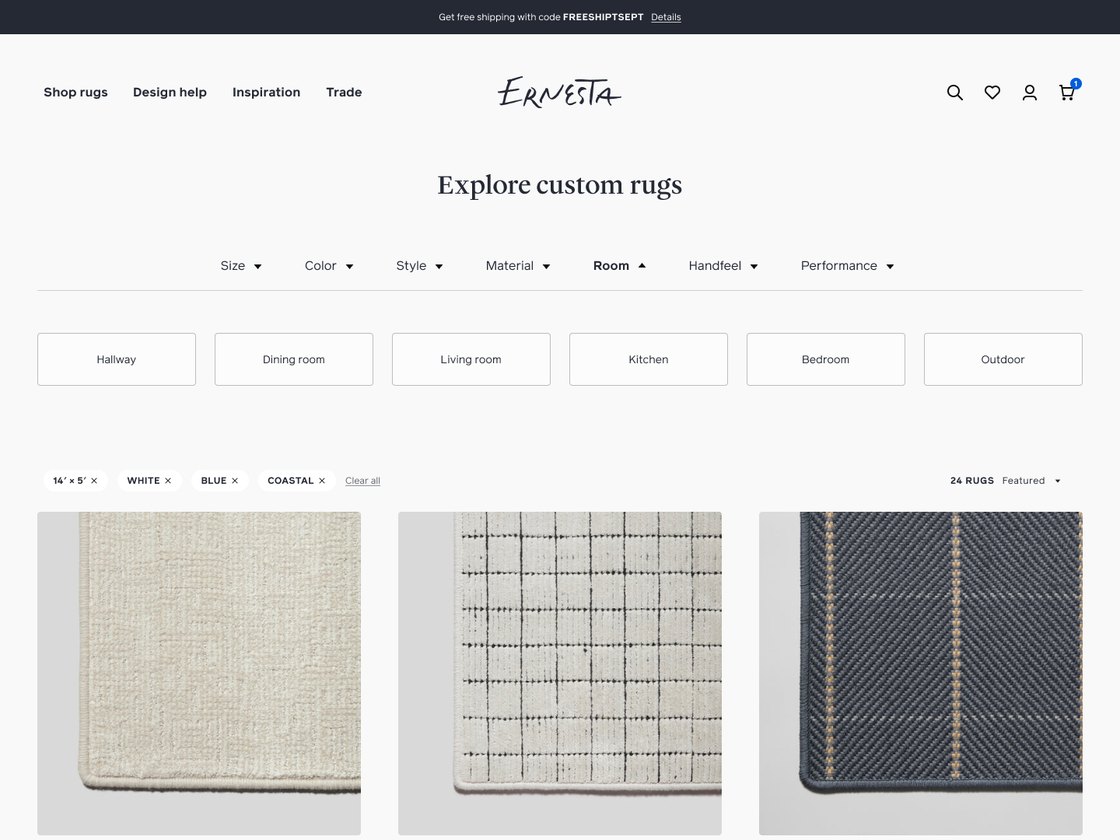 Get free shipping with code FREESHIPTSEPT Details
Shop rugs Design help Inspiration Trade ERNESTA 1
Explore custom rugs
Size Color Style Material Room Handfeel Performance
Hallway Dining room Living room Kitchen Bedroom Outdoor
14′ × 5′ × WHITE × BLUE × COASTAL × Clear all 24 RUGS Featured